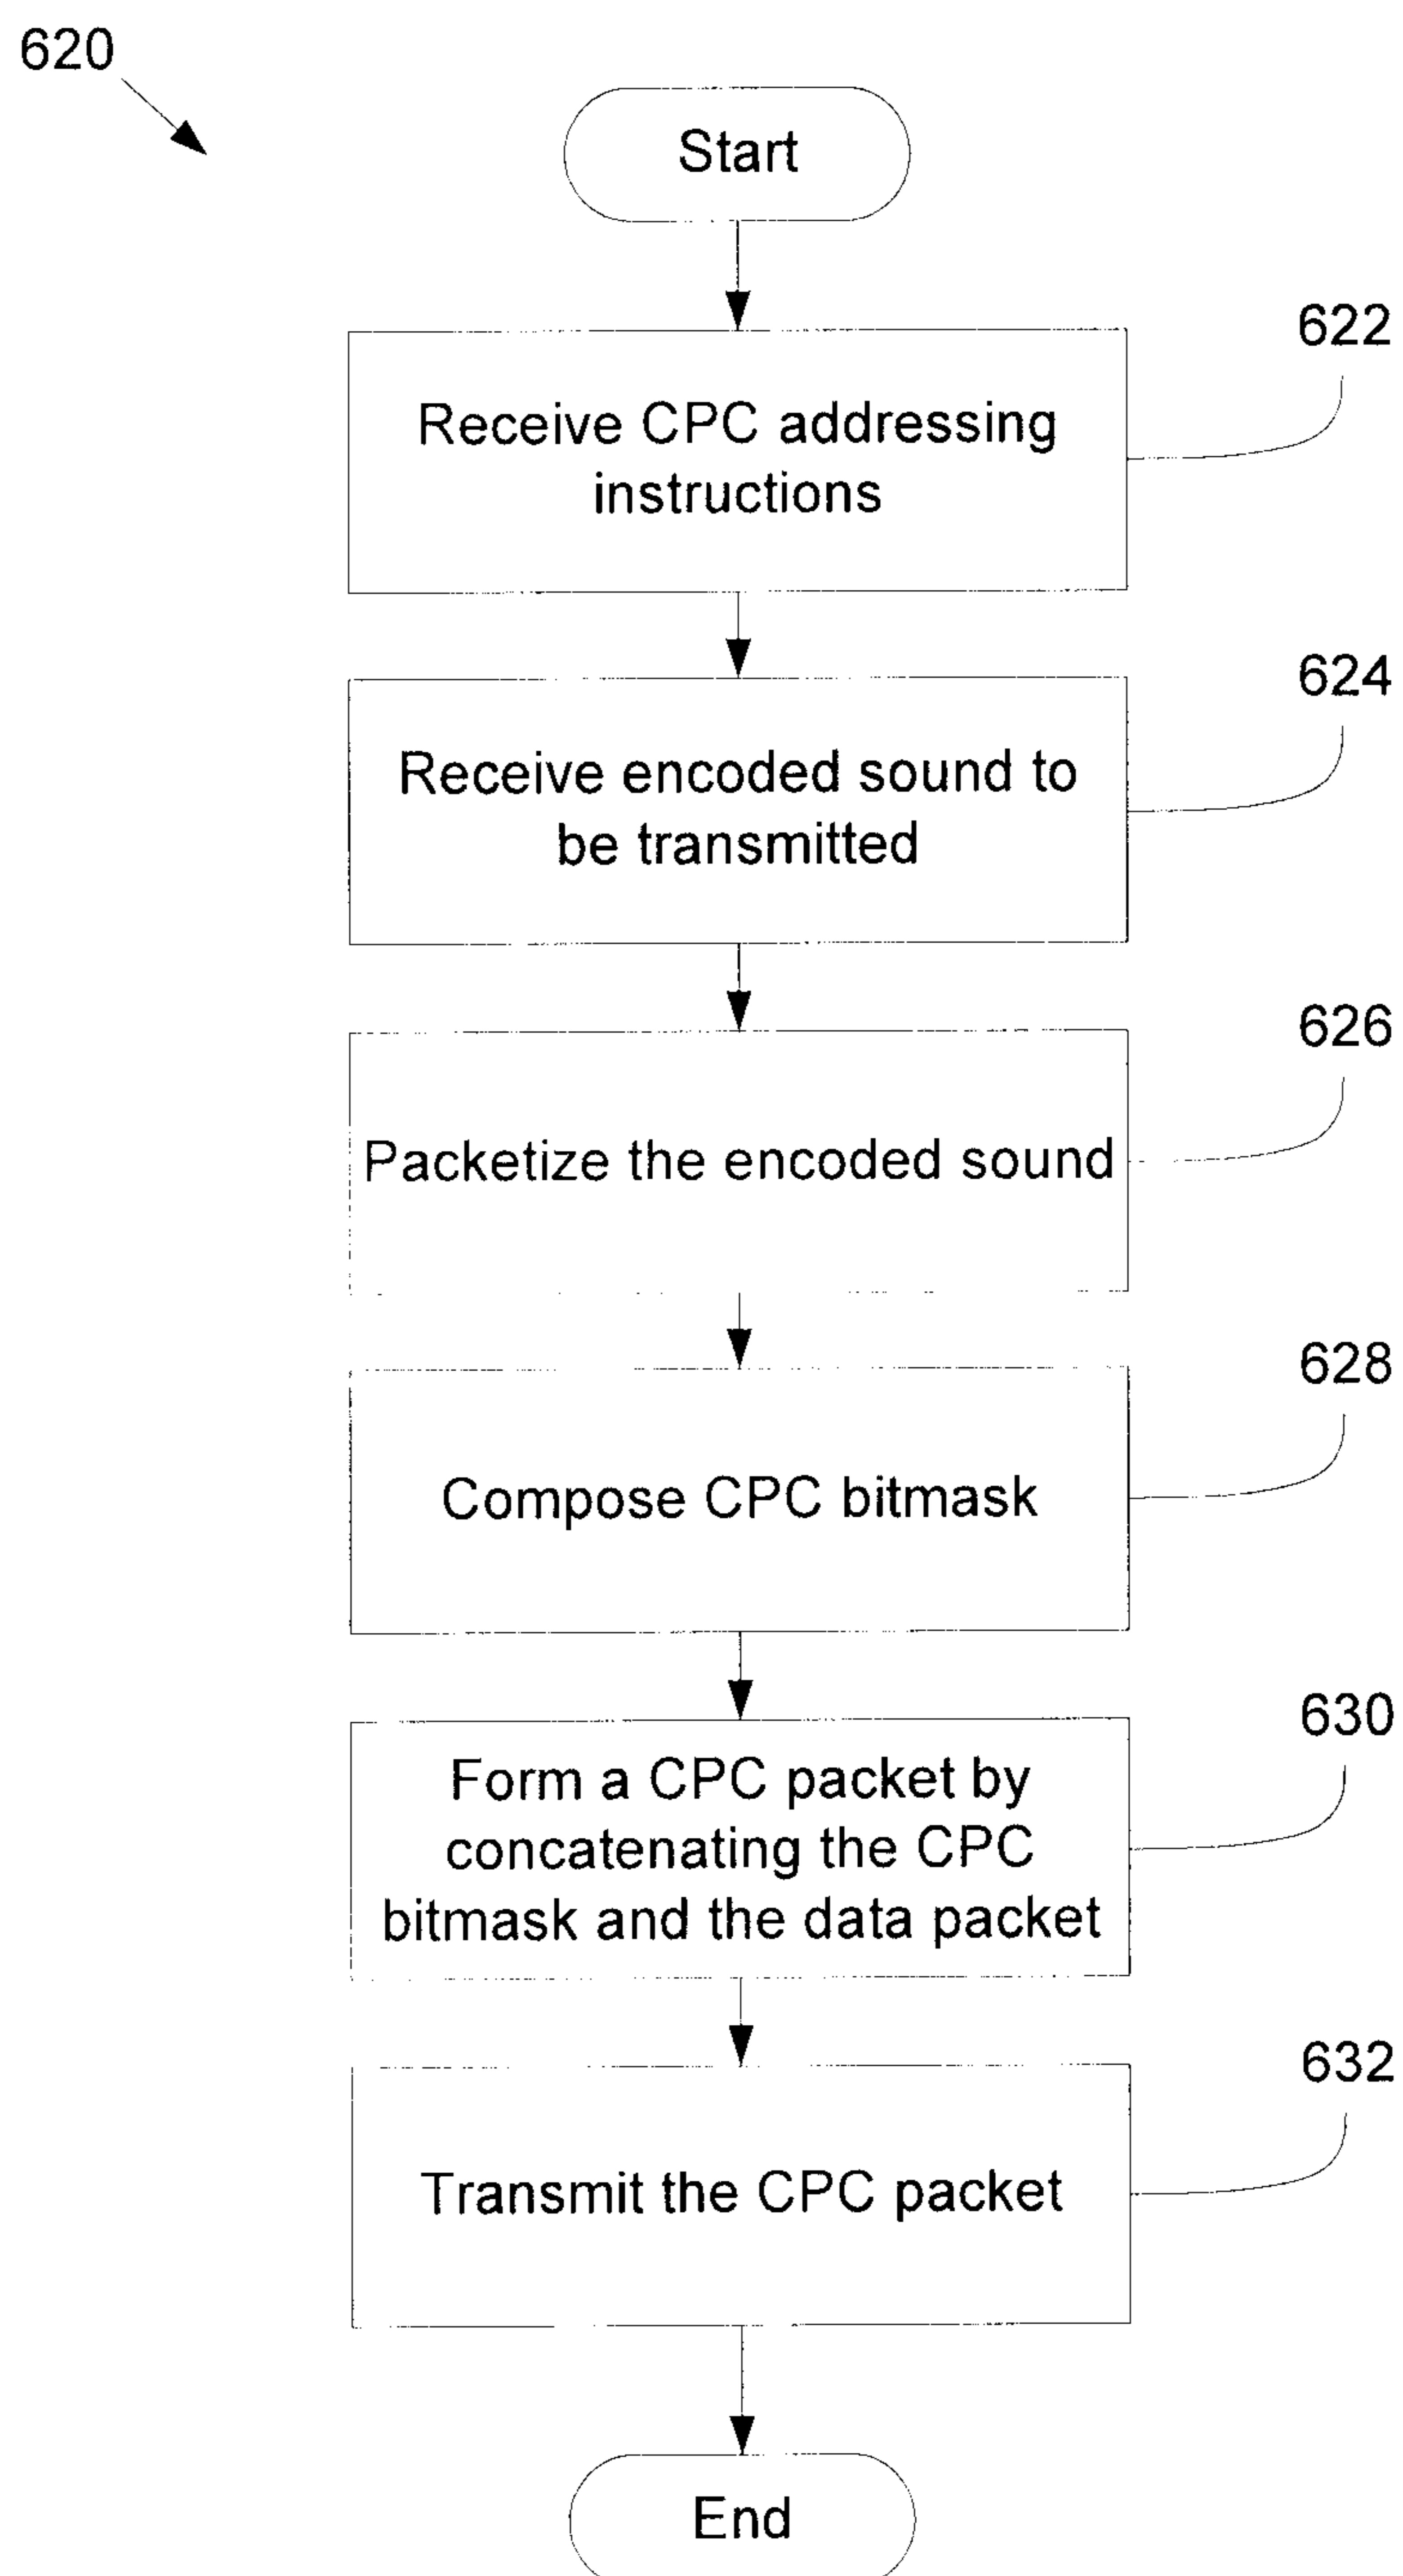 620
Start
622
Receive CPC addressing
instructions
624
Receive encoded sound to
be transmitted
626
Packetize the encoded sound
628
Compose CPC bitmask
630
Form a CPC packet by
concatenating the CPC
bitmask and the data packet
632
Transmit the CPC packet
End